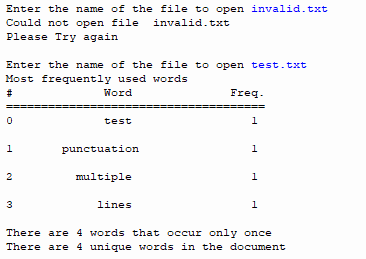 Enter the name of the file to open invalid.txt
Could not open file  invalid.txt
Please Try again
Enter the name of the file to open test.txt
Most frequently used words
# Word Freq.
=====================================
0 test 1
1 punctuation 1
2 multiple 1
3 lines 1
There are 4 words that occur only once
There are 4 unique words in the document